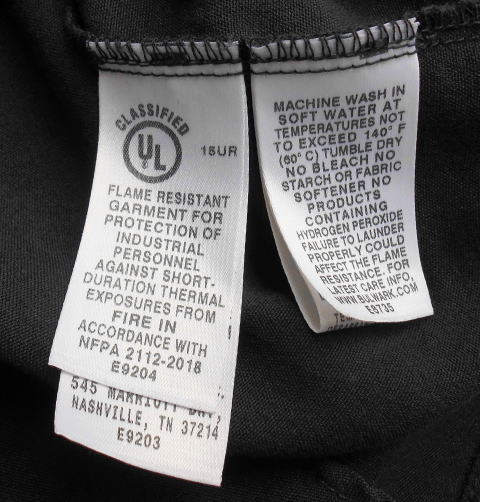 CLASSIFIED
UL
15UR
FLAME RESISTANT
GARMENT FOR
PROTECTION OF
INDUSTRIAL
PERSONNEL
AGAINST SHORT-
DURATION THERMAL
EXPOSURES FROM
FIRE IN
ACCORDANCE WITH
NFPA 2112-2018
E9204
545 MARRIOTT
NASHVILLE, TN 37214
E9203
MACHINE WASH IN
SOFT WATER AT
TEMPERATURES NOT
TO EXCEED 140° F
(60° C) TUMBLE DRY
NO BLEACH NO
STARCH OR FABRIC
SOFTENER NO
PRODUCTS
CONTAINING
HYDROGEN PEROXIDE
FAILURE TO LAUNDER
PROPERLY COULD
AFFECT THE FLAME
RESISTANCE. FOR
LATEST CARE INFO,
WWW.BULWARK.COM
E8735